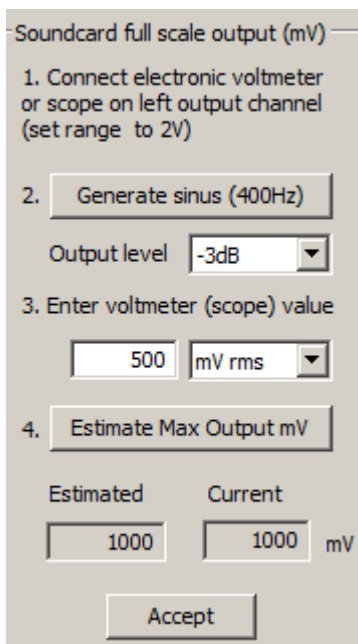 Soundcard full scale output (mV)
1. Connect electronic voltmeter
or scope on left output channel
(set range to 2V)
2. Generate sinus (400Hz)
Output level -3dB
3. Enter voltmeter (scope) value
500 mV rms
4. Estimate Max Output mV
Estimated Current
1000 1000 mV
Accept